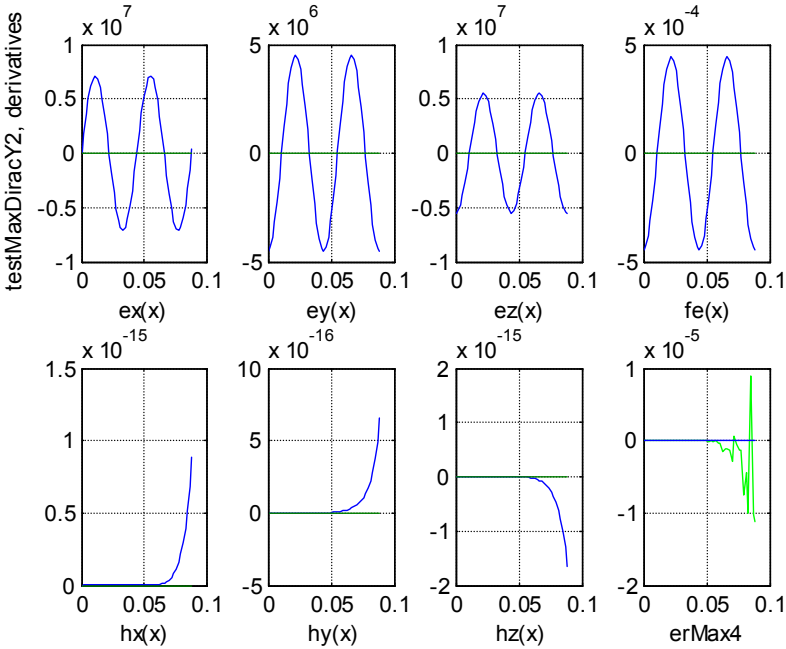 testMaxDiracY2, derivatives
x 10^7
1
0.5
0
-0.5
-1
0 0.05 0.1
ex(x)
x 10^6
5
0
-5
0 0.05 0.1
ey(x)
x 10^7
1
0.5
0
-0.5
-1
0 0.05 0.1
ez(x)
x 10^-4
5
0
-5
0 0.05 0.1
fe(x)
x 10^-15
1.5
1
0.5
0
0 0.05 0.1
hx(x)
x 10^-16
10
5
0
-5
0 0.05 0.1
hy(x)
x 10^-15
2
1
0
-1
-2
0 0.05 0.1
hz(x)
x 10^-5
1
0
-1
-2
0 0.05 0.1
erMax4